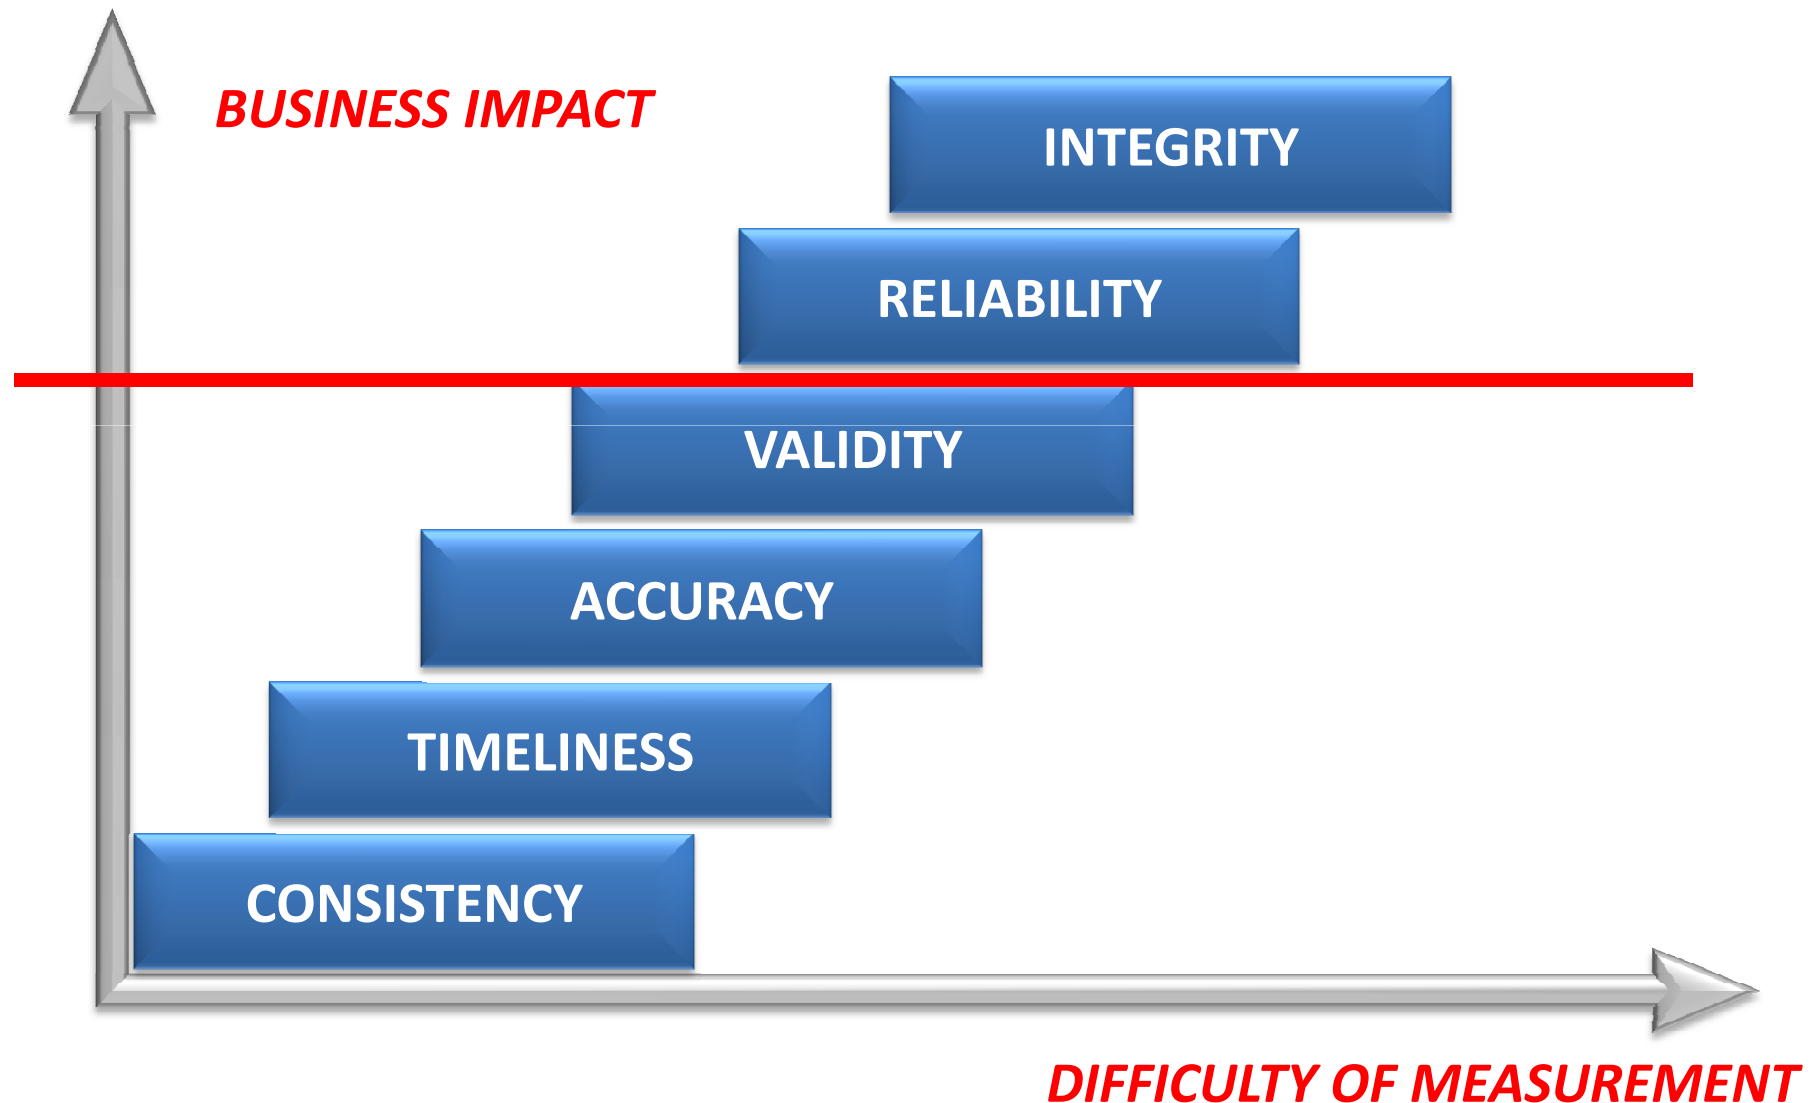 BUSINESS IMPACT
INTEGRITY
RELIABILITY
VALIDITY
ACCURACY
TIMELINESS
CONSISTENCY
DIFFICULTY OF MEASUREMENT